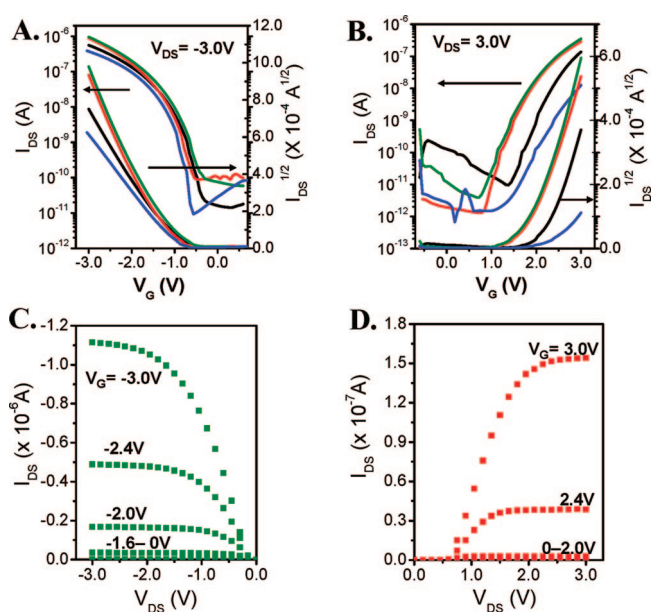 A.
V_DS= -3.0V
I_DS (A)
10^-6
10^-7
10^-8
10^-9
10^-10
10^-11
10^-12
12.0
10.0
8.0
6.0
4.0
2.0
0.0
I_DS^1/2 (X 10^-4 A^1/2)
-3.0 -2.0 -1.0 0.0
V_G (V)
B.
V_DS= 3.0V
I_DS (A)
10^-5
10^-6
10^-7
10^-8
10^-9
10^-10
10^-11
10^-12
10^-13
6.0
4.0
2.0
0.0
I_DS^1/2 (X 10^-4 A^1/2)
0.0 1.0 2.0 3.0
V_G (V)
C.
I_DS (x 10^-6A)
-1.2
-1.1
-0.8
-0.6
-0.4
-0.2
0.0
V_G= -3.0V
-2.4V
-2.0V
-1.6– 0V
-3.0 -2.0 -1.0 0.0
V_DS (V)
D.
I_DS (x 10^-7A)
1.8
1.5
1.2
0.9
0.6
0.3
0.0
V_G= 3.0V
2.4V
0–2.0V
0.0 1.0 2.0 3.0
V_DS (V)